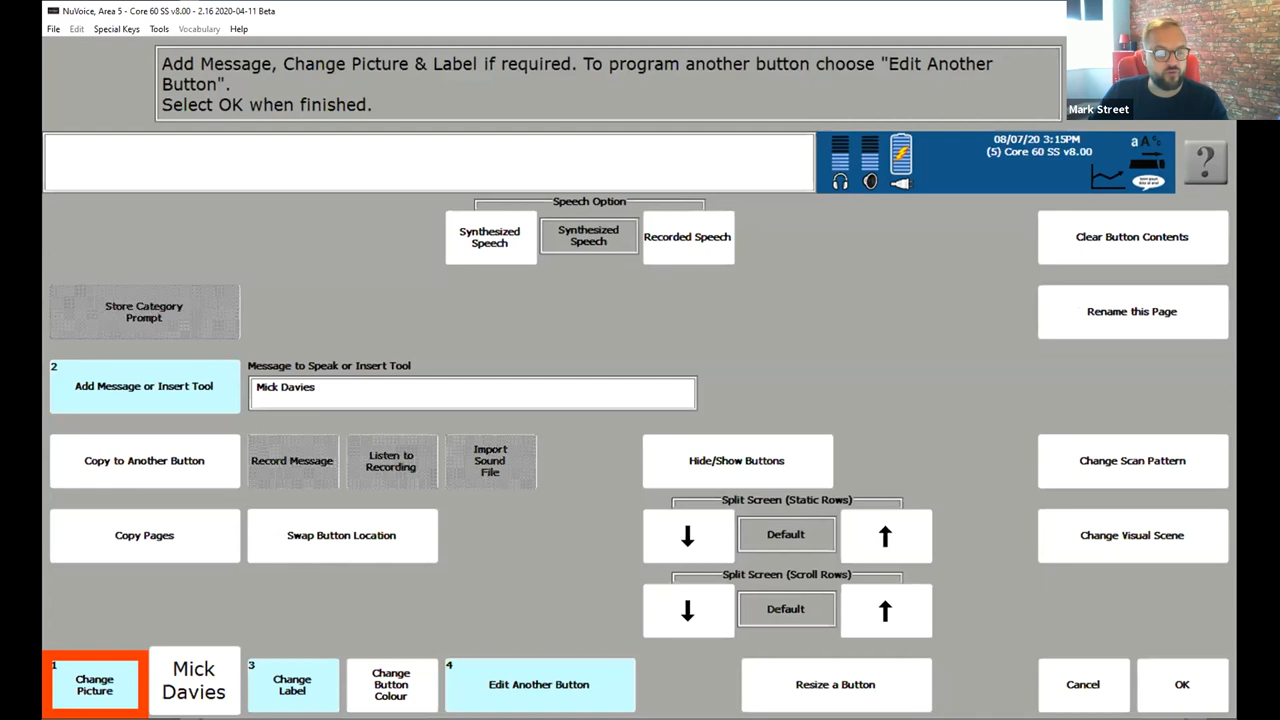 NuVoice, Area 5 - Core 60 SS v8.00 - 2.16 2020-04-11 Beta
File Edit Special Keys Tools Vocabulary Help
Add Message, Change Picture & Label if required. To program another button choose "Edit Another
Button".
Select OK when finished.
Mark Street
08/07/20 3:15PM
(5) Core 60 SS v8.00
?
Speech Option
Synthesized
Speech
Synthesized
Speech
Recorded Speech
Clear Button Contents
Store Category
Prompt
Rename this Page
2
Add Message or Insert Tool
Message to Speak or Insert Tool
Mick Davies
Copy to Another Button
Record Message
Listen to
Recording
Import
Sound
File
Hide/Show Buttons
Change Scan Pattern
Split Screen (Static Rows)
Copy Pages
Swap Button Location
Default
Change Visual Scene
Split Screen (Scroll Rows)
Default
1
Change
Picture
Mick
Davies
3
Change
Label
Change
Button
Colour
4
Edit Another Button
Resize a Button
Cancel
OK